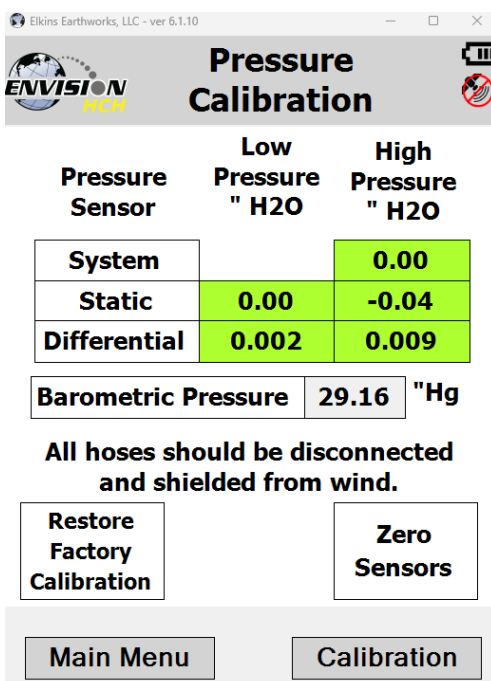 Elkins Earthworks, LLC - ver 6.1.10
ENVISION
HCH
Pressure
Calibration
Pressure
Sensor
Low
Pressure
" H2O
High
Pressure
" H2O
System 0.00
Static 0.00 -0.04
Differential 0.002 0.009
Barometric Pressure 29.16 "Hg
All hoses should be disconnected
and shielded from wind.
Restore
Factory
Calibration
Zero
Sensors
Main Menu Calibration